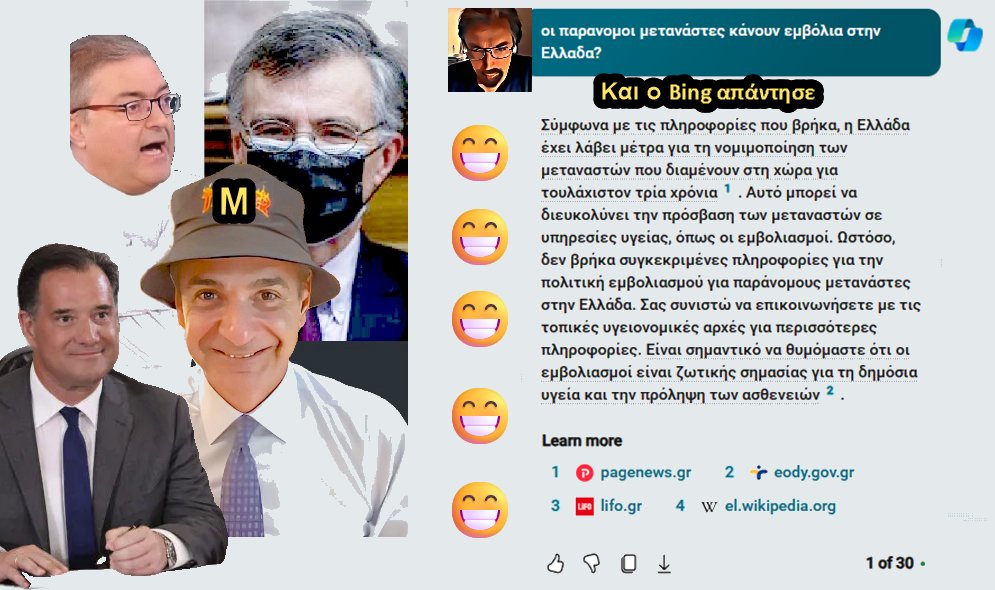 οι παρανομοι μετανάστες κάνουν εμβόλια στην
Ελλαδα?
Και ο Bing απάντησε
Σύμφωνα με τις πληροφορίες που βρήκα, η Ελλάδα
έχει λάβει μέτρα για τη νομιμοποίηση των
μεταναστών που διαμένουν στη χώρα για
τουλάχιστον τρία χρόνια 1 . Αυτό μπορεί να
διευκολύνει την πρόσβαση των μεταναστών σε
υπηρεσίες υγείας, όπως οι εμβολιασμοί. Ωστόσο,
δεν βρήκα συγκεκριμένες πληροφορίες για την
πολιτική εμβολιασμού για παράνομους μετανάστες
στην Ελλάδα. Σας συνιστώ να επικοινωνήσετε με τις
τοπικές υγειονομικές αρχές για περισσότερες
πληροφορίες. Είναι σημαντικό να θυμόμαστε ότι οι
εμβολιασμοί είναι ζωτικής σημασίας για τη δημόσια
υγεία και την πρόληψη των ασθενειών 2 .
Learn more
1 pagenews.gr 2 eody.gov.gr
3 LIFO lifo.gr 4 W el.wikipedia.org
1 of 30
M